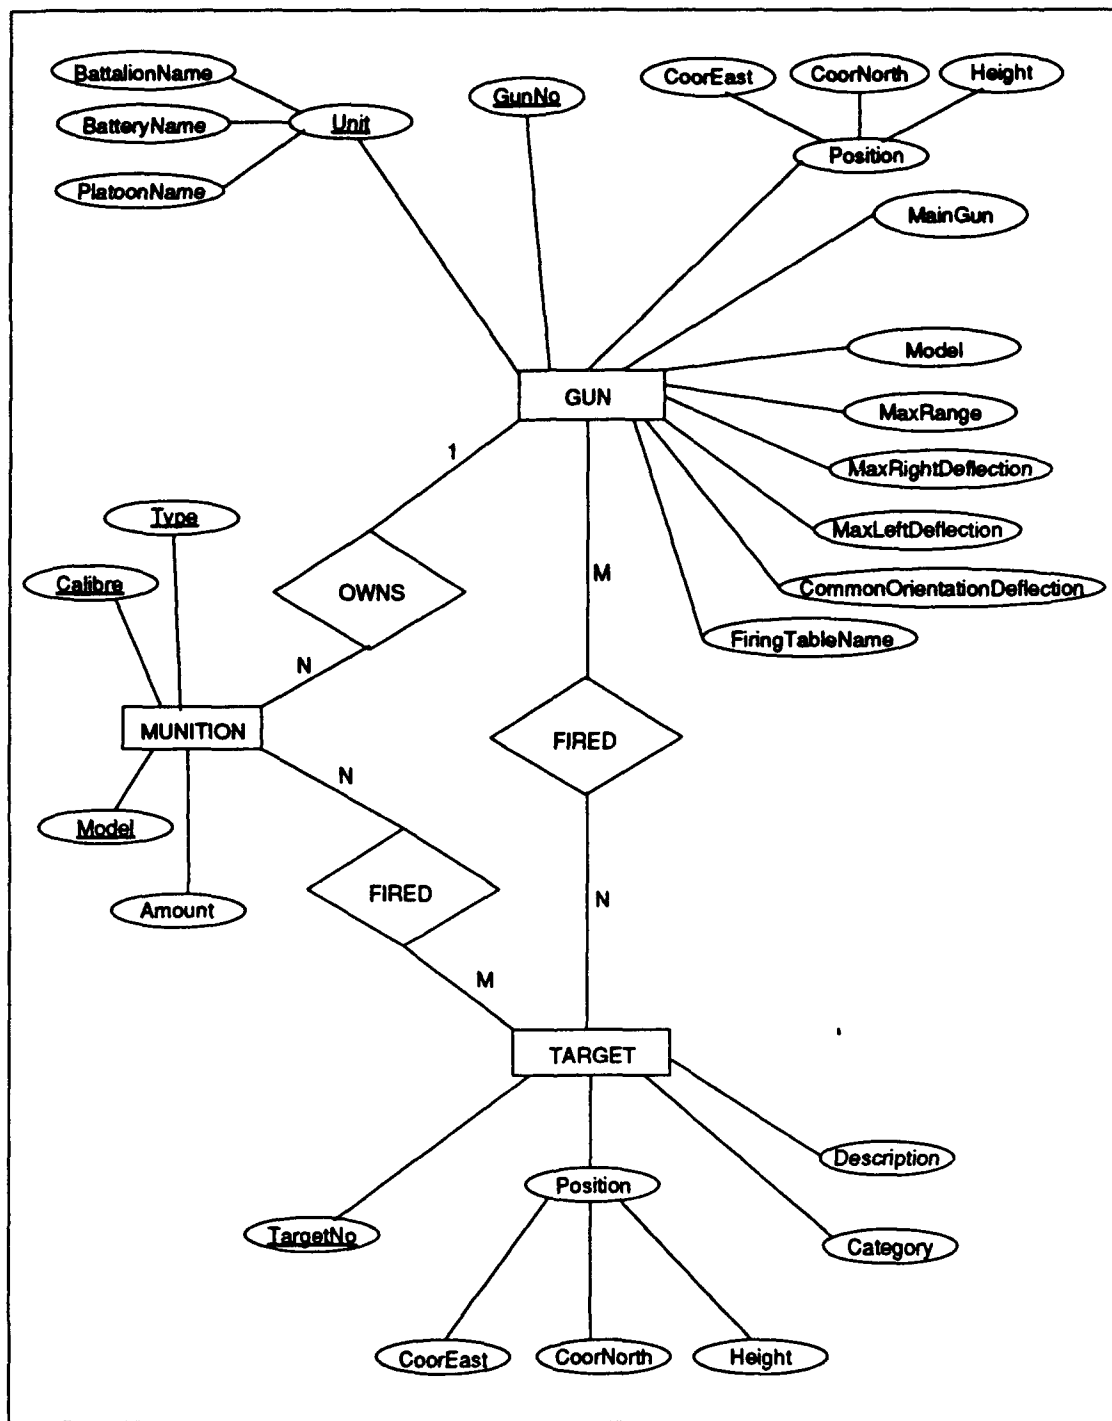 BattalionName
BatteryName
PlatoonName
Unit
GunNo
CoorEast
CoorNorth
Height
Position
MainGun
GUN
Model
MaxRange
MaxRightDeflection
MaxLeftDeflection
CommonOrientationDeflection
FiringTableName
1
Type
Calibre
OWNS
M
N
MUNITION
FIRED
N
Model
Amount
FIRED
N
M
TARGET
Description
Position
TargetNo
Category
CoorEast
CoorNorth
Height